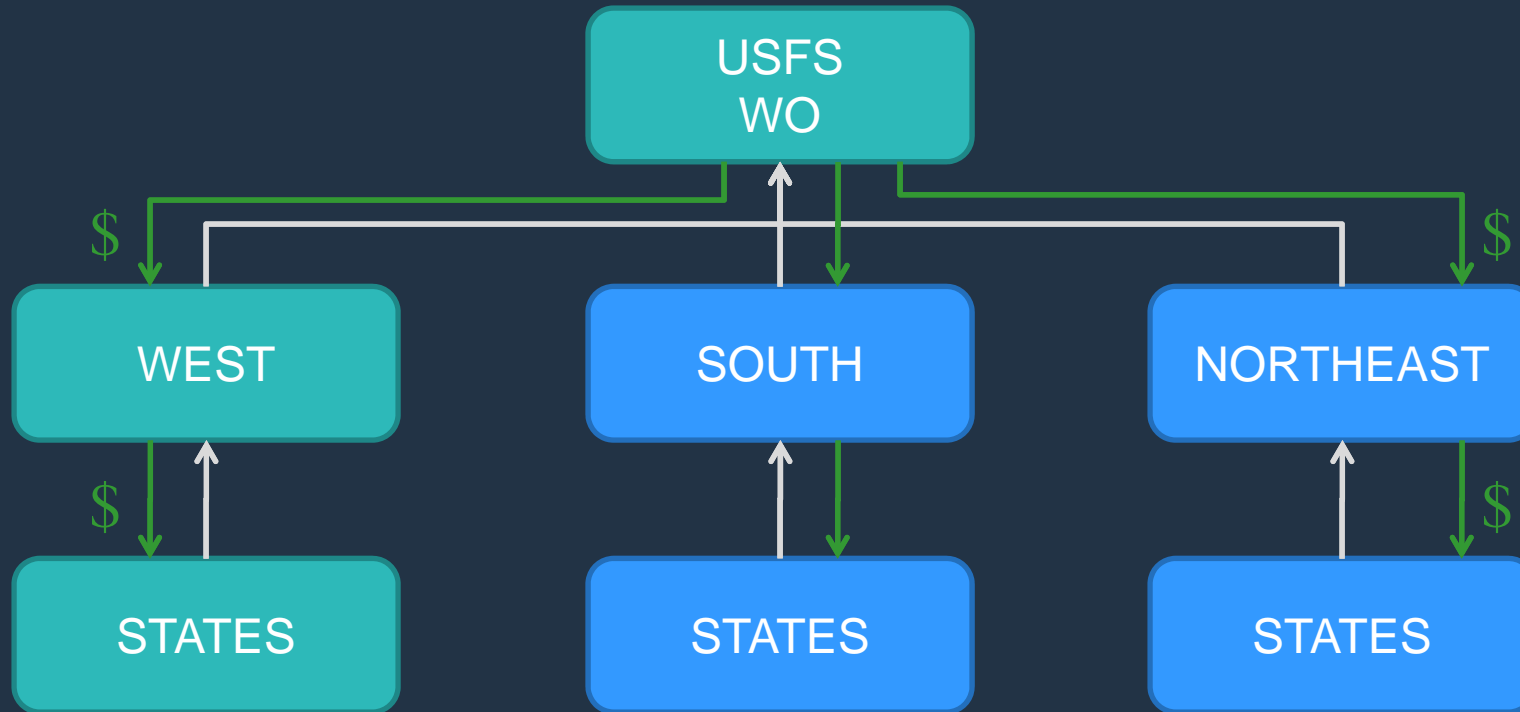 USFS
WO
$
$
WEST
SOUTH
NORTHEAST
$
$
STATES
STATES
STATES